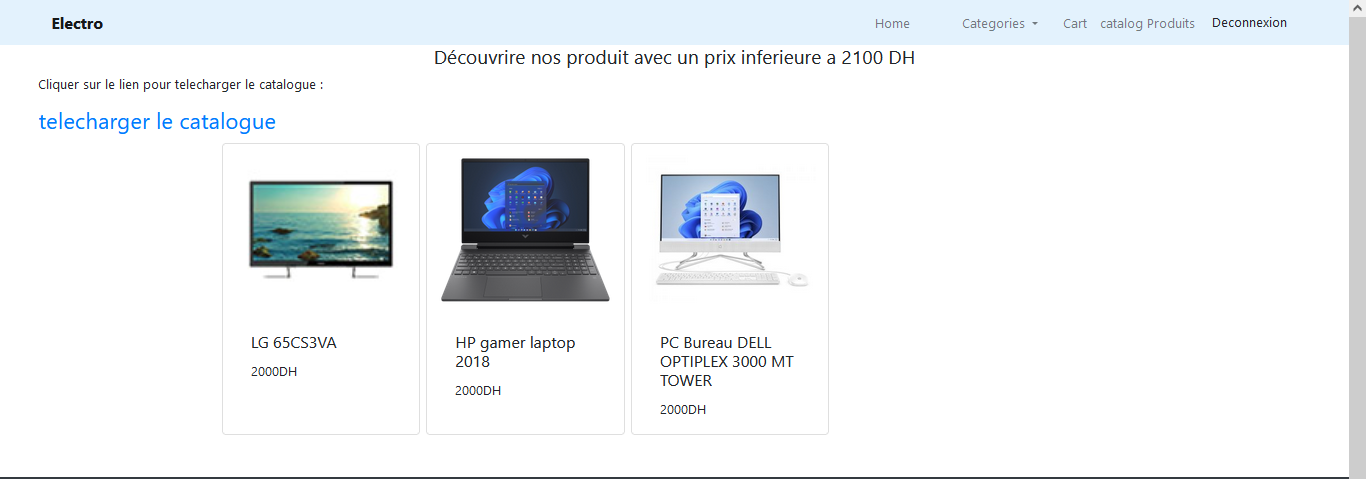 Electro
Home Categories Cart catalog Produits Deconnexion
Découvrire nos produit avec un prix inferieure a 2100 DH
Cliquer sur le lien pour telecharger le catalogue :
telecharger le catalogue
LG 65CS3VA
2000DH
HP gamer laptop
2018
2000DH
PC Bureau DELL
OPTIPLEX 3000 MT
TOWER
2000DH